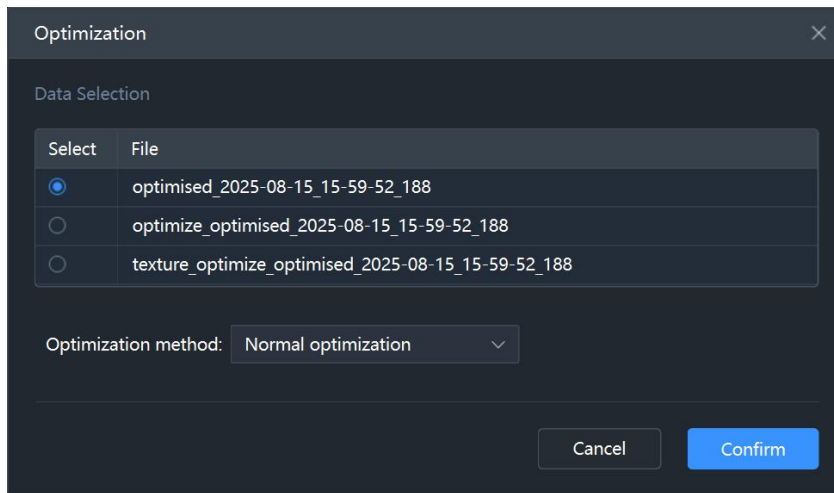 Optimization
Data Selection
Select File
optimised_2025-08-15_15-59-52_188
optimize_optimised_2025-08-15_15-59-52_188
texture_optimize_optimised_2025-08-15_15-59-52_188
Optimization method: Normal optimization
Cancel Confirm